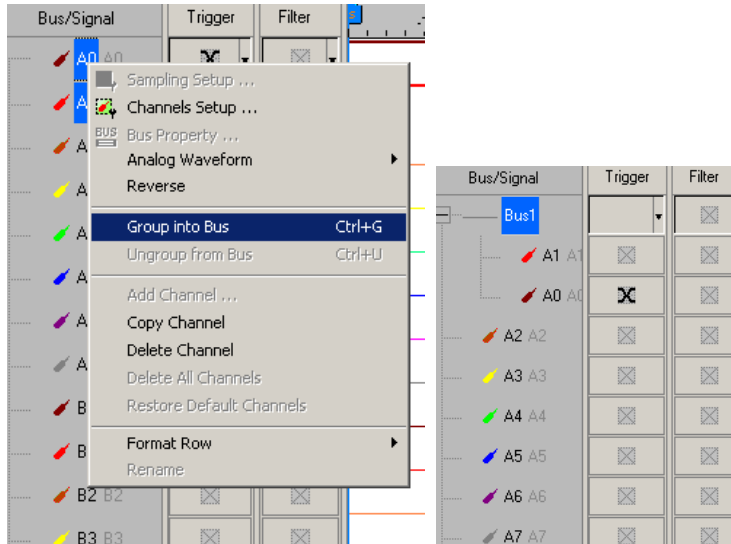 Bus/Signal Trigger Filter
A0 A0
Sampling Setup ...
A
Channels Setup ...
BUS Bus Property ...
A
Analog Waveform
A
Reverse
A
Group into Bus Ctrl+G
Ungroup from Bus Ctrl+U
A
Add Channel ...
A
Copy Channel
Delete Channel
A
Delete All Channels
B
Restore Default Channels
B
Format Row
Rename
B2 B2
B3 B3
Bus/Signal Trigger Filter
Bus1
A1 A1
A0 A0
A2 A2
A3 A3
A4 A4
A5 A5
A6 A6
A7 A7